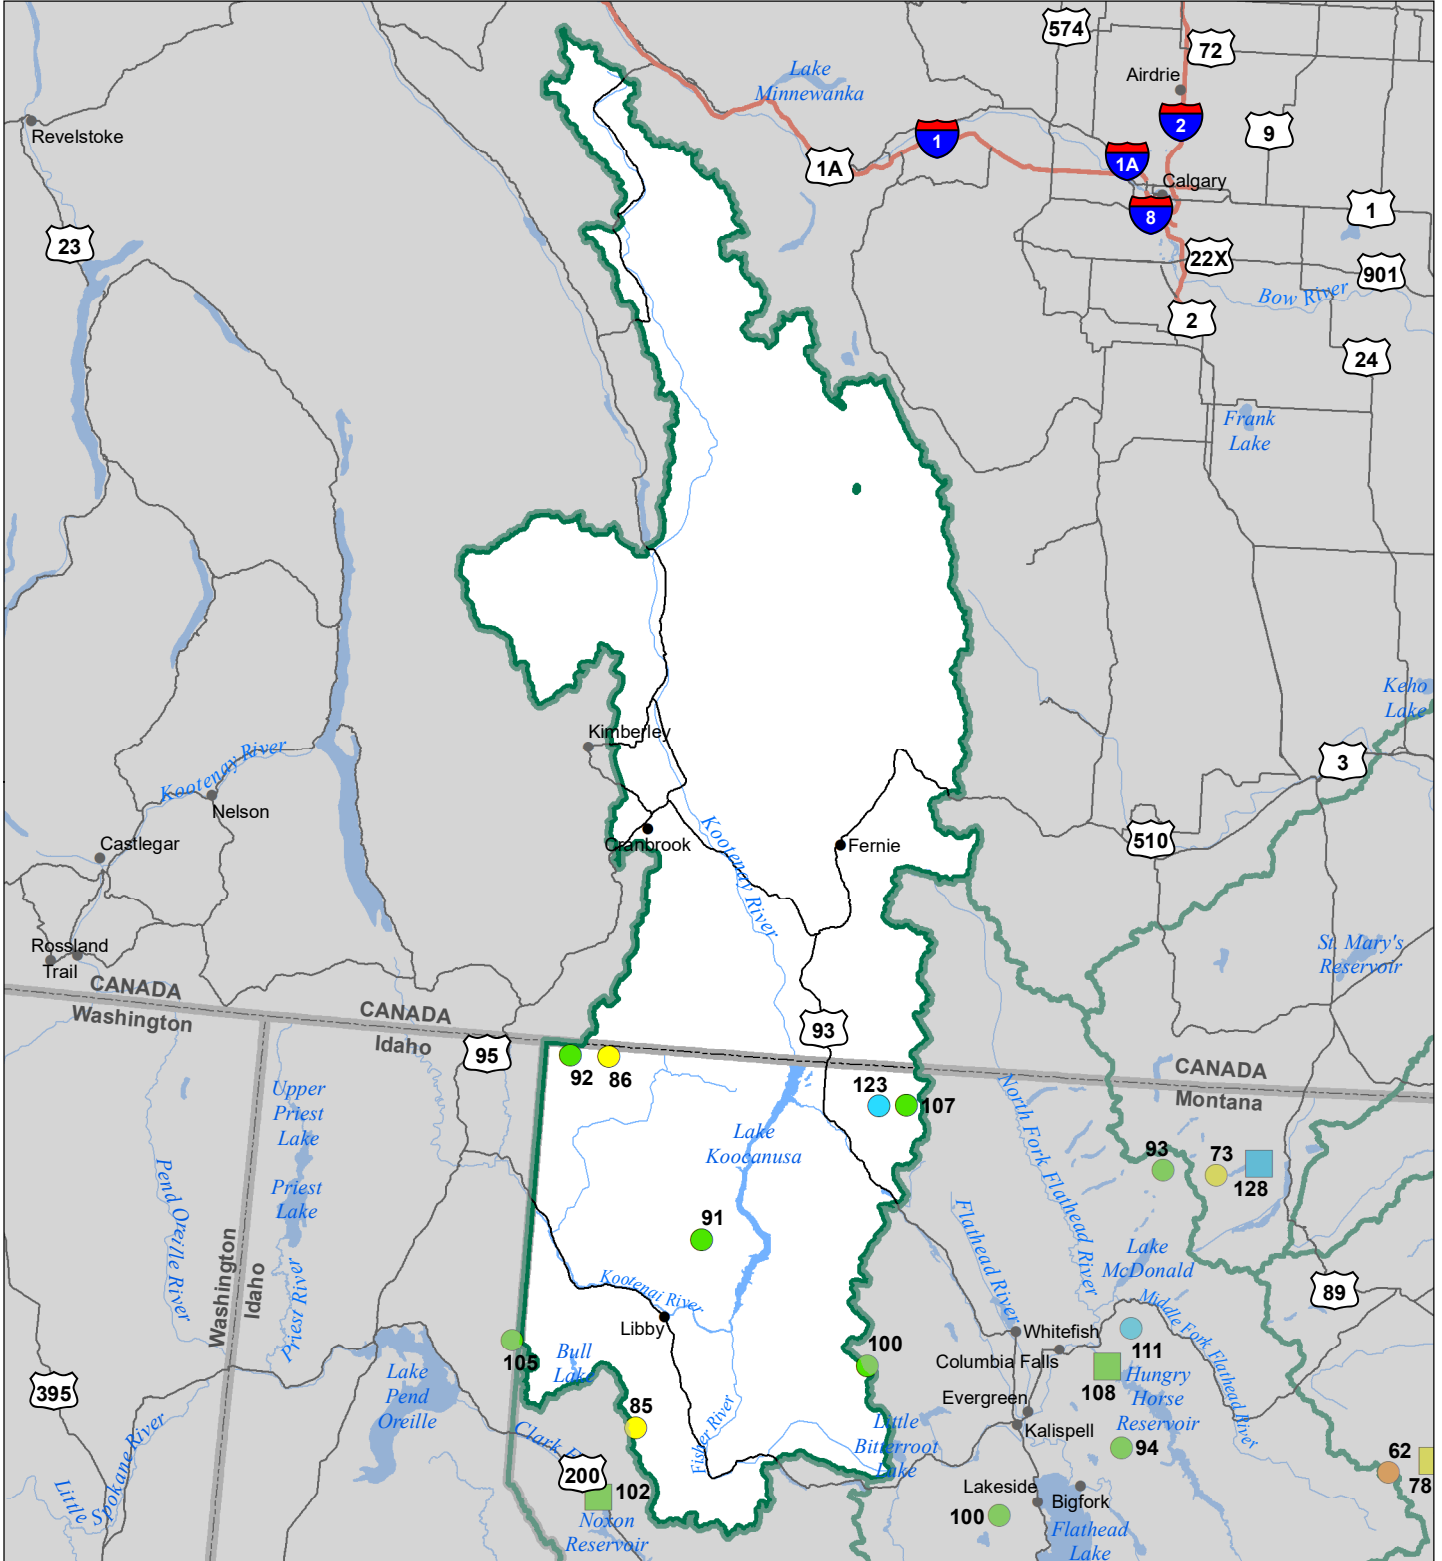 574
72
Airdrie
Lake
Minnewanka
2
9
Revelstoke
1
1A
1A
Calgary
8
1
23
22X
901
Bow River
2
24
Frank
Lake
Keho
Lake
Kimberley
Kootenay River
3
Nelson
Castlegar
Cranbrook
Kootenay River
Fernie
510
Rossland
Trail
St. Mary's
Reservoir
CANADA
Washington
CANADA
Idaho
93
95
92
86
CANADA
Montana
123
107
Upper
Priest
Lake
Lake
Koocanusa
North Fork Flathead River
93
73
128
Pend Oreille River
Priest
Lake
91
Flathead River
Lake
McDonald
Washington
Idaho
Priest River
Kootenai River
89
Libby
Middle Fork Flathead River
Whitefish
105
Bull
Lake
100
Columbia Falls
111
108
Hungry
Horse
Reservoir
395
Lake
Pend
Oreille
85
Evergreen
Kalispell
Fisher River
Little
Bitterroot
Lake
94
Clark F
200
102
62
78
Little Spokane River
Noxon
Reservoir
Lakeside
Bigfork
100
Flathead
Lake